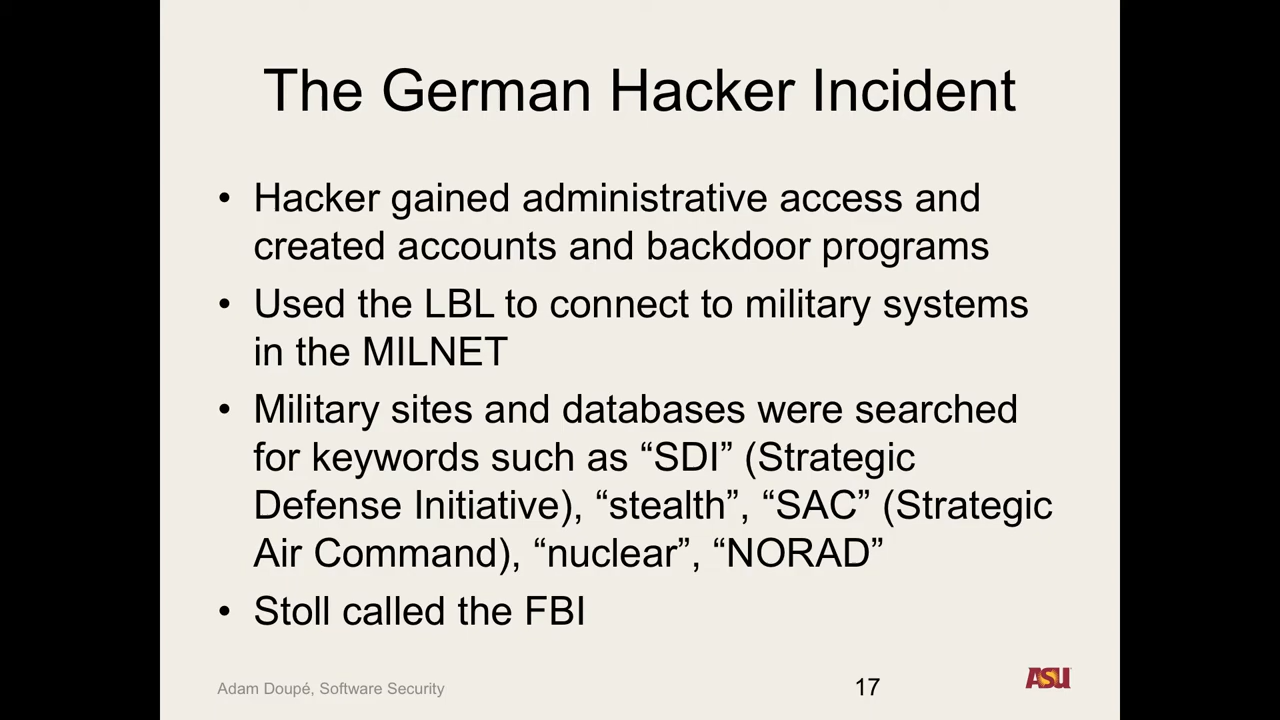 The German Hacker Incident
• Hacker gained administrative access and
created accounts and backdoor programs
• Used the LBL to connect to military systems
in the MILNET
• Military sites and databases were searched
for keywords such as “SDI” (Strategic
Defense Initiative), “stealth”, “SAC” (Strategic
Air Command), “nuclear”, “NORAD”
• Stoll called the FBI
Adam Doupé, Software Security
17
ASU